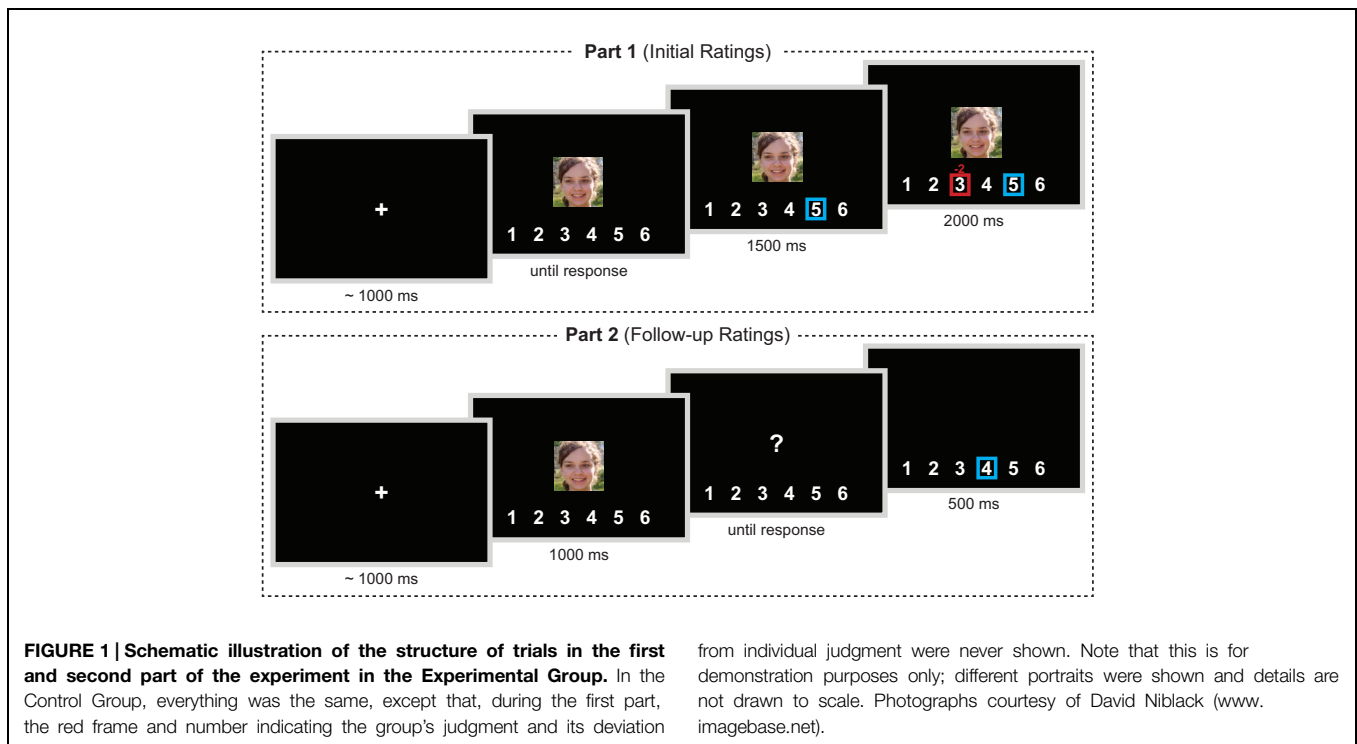 Part 1 (Initial Ratings)
+
~ 1000 ms
1 2 3 4 5 6
until response
1 2 3 4 5 6
1500 ms
-2
1 2 3 4 5 6
2000 ms
Part 2 (Follow-up Ratings)
+
~ 1000 ms
1 2 3 4 5 6
1000 ms
?
1 2 3 4 5 6
until response
1 2 3 4 5 6
500 ms
FIGURE 1 | Schematic illustration of the structure of trials in the first
and second part of the experiment in the Experimental Group. In the
Control Group, everything was the same, except that, during the first part,
the red frame and number indicating the group's judgment and its deviation
from individual judgment were never shown. Note that this is for
demonstration purposes only; different portraits were shown and details are
not drawn to scale. Photographs courtesy of David Niblack (www.
imagebase.net).